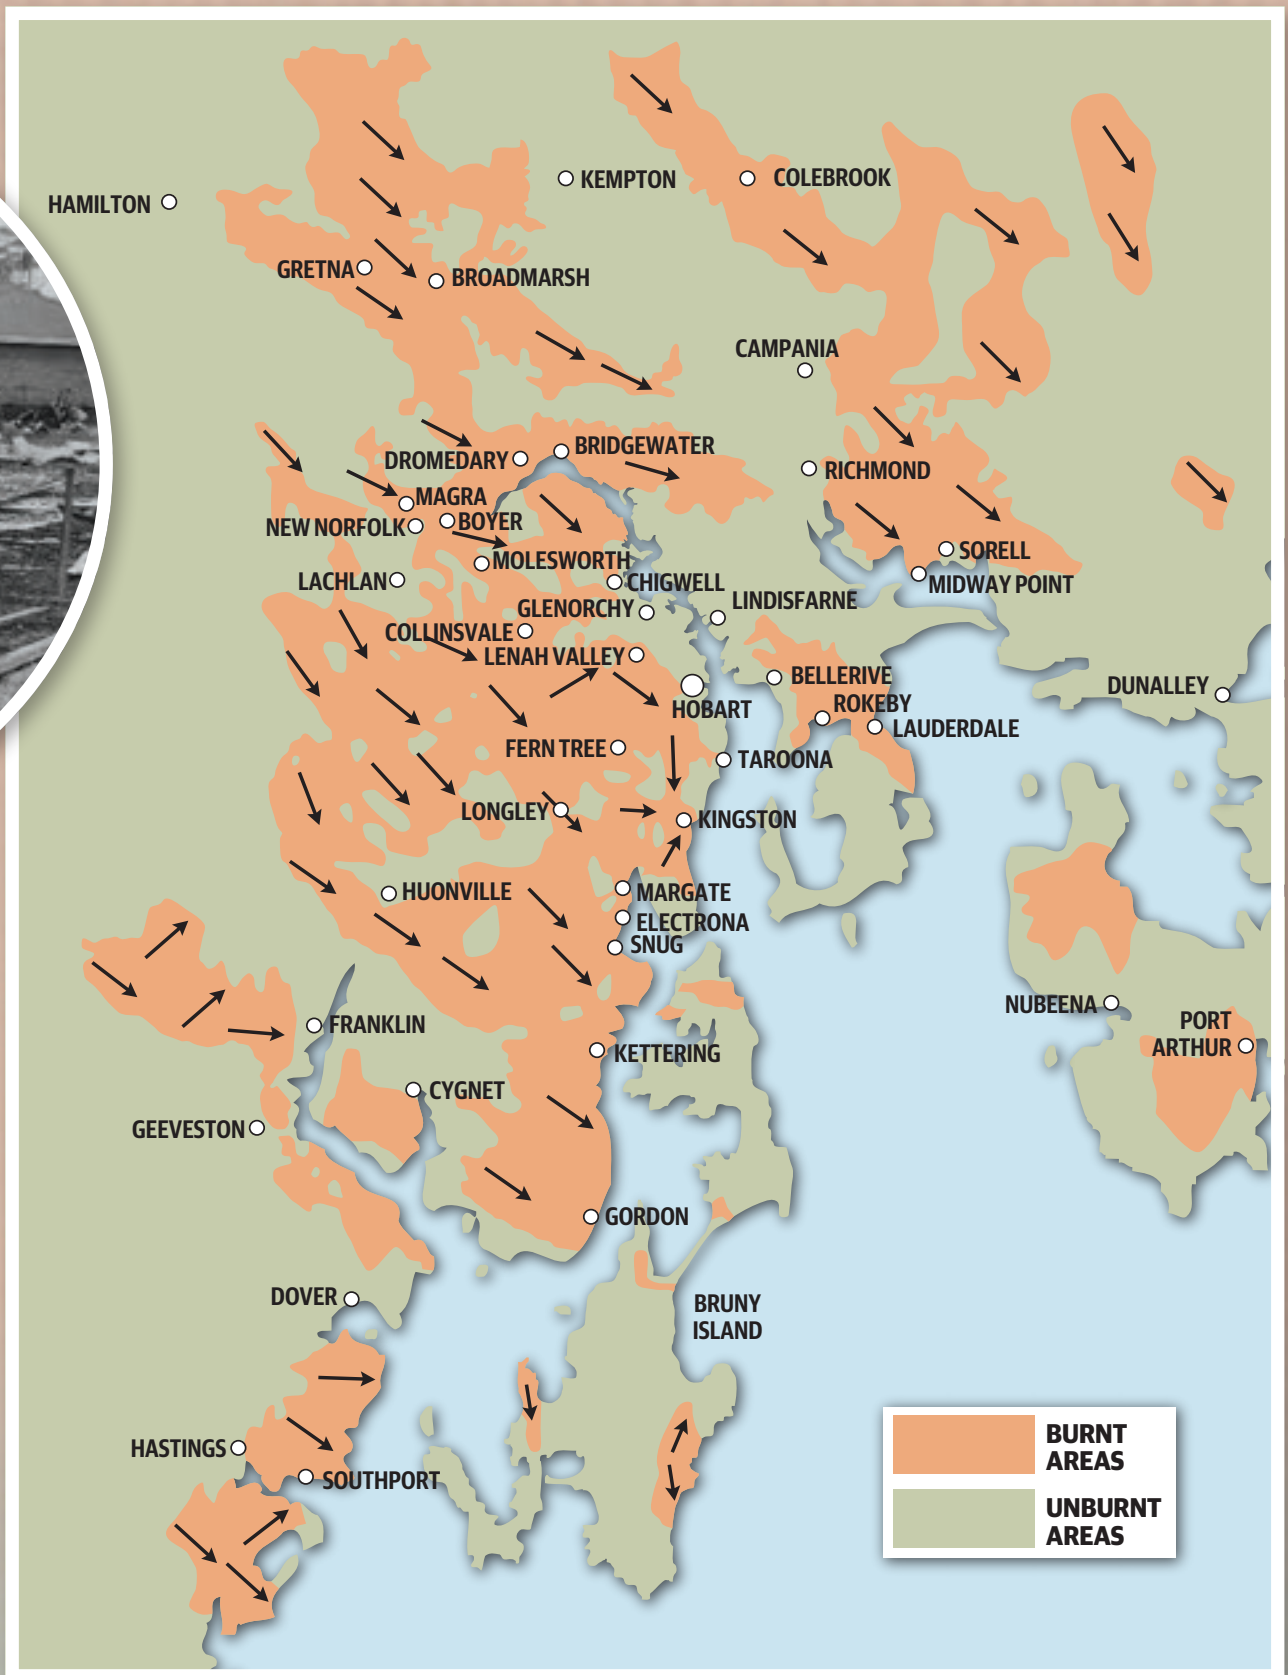 KEMPTON
COLEBROOK
HAMILTON
GRETNA
BROADMARSH
CAMPANIA
BRIDGEWATER
DROMEDARY
RICHMOND
MAGRA
BOYER
NEW NORFOLK
SORELL
MOLESWORTH
LACHLAN
CHIGWELL
MIDWAY POINT
GLENORCHY
LINDISFARNE
COLLINSVALE
LENAH VALLEY
BELLERIVE
DUNALLEY
HOBART
ROKEBY
LAUDERDALE
FERN TREE
TAROONA
LONGLEY
KINGSTON
HUONVILLE
MARGATE
ELECTRONA
SNUG
NUBEENA
PORT
ARTHUR
FRANKLIN
KETTERING
CYGNET
GEEVESTON
GORDON
DOVER
BRUNY
ISLAND
HASTINGS
SOUTHPORT
BURNT
AREAS
UNBURNT
AREAS